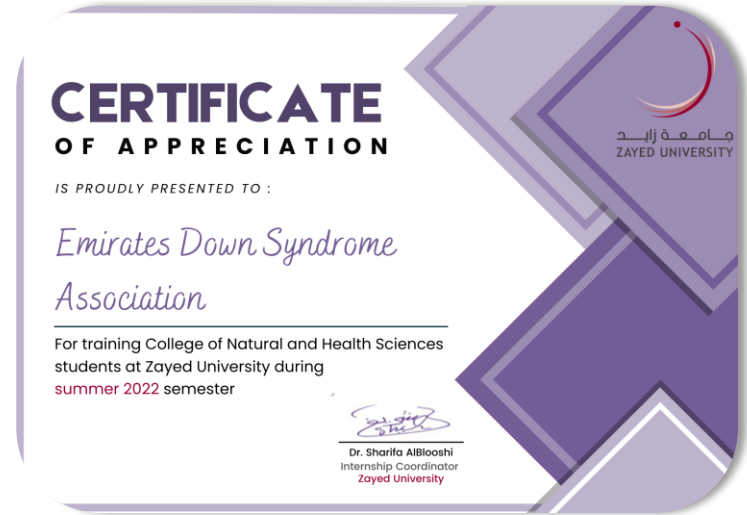 CERTIFICATE
OF APPRECIATION
IS PROUDLY PRESENTED TO :
Emirates Down Syndrome
Association
For training College of Natural and Health Sciences
students at Zayed University during
summer 2022 semester
Dr. Sharifa AlBlooshi
Internship Coordinator
Zayed University
جامعة زايد
ZAYED UNIVERSITY